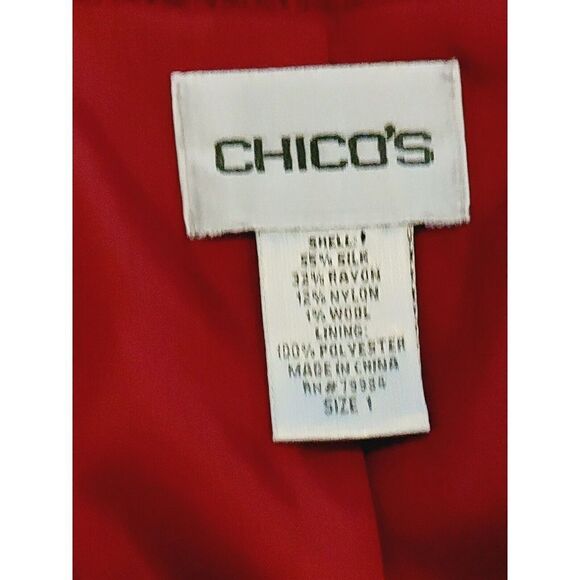 CHICO'S
SHELL:
55% SILK
32% RAYON
12% NYLON
1% WOOL
LINING:
100% POLYESTER
MADE IN CHINA
RN# 79984
SIZE 1